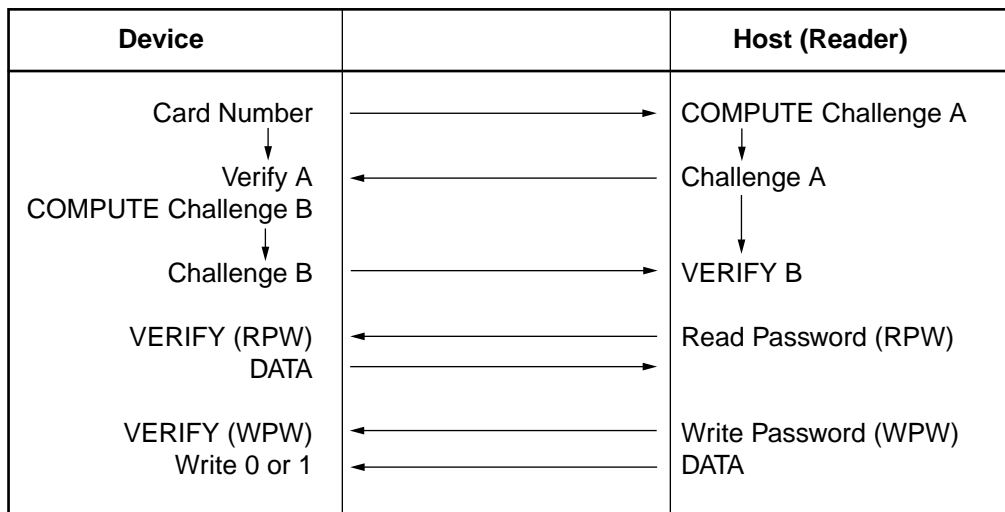 Device Host (Reader)
Card Number COMPUTE Challenge A
Verify A Challenge A
COMPUTE Challenge B
Challenge B VERIFY B
VERIFY (RPW) Read Password (RPW)
DATA
VERIFY (WPW) Write Password (WPW)
Write 0 or 1 DATA